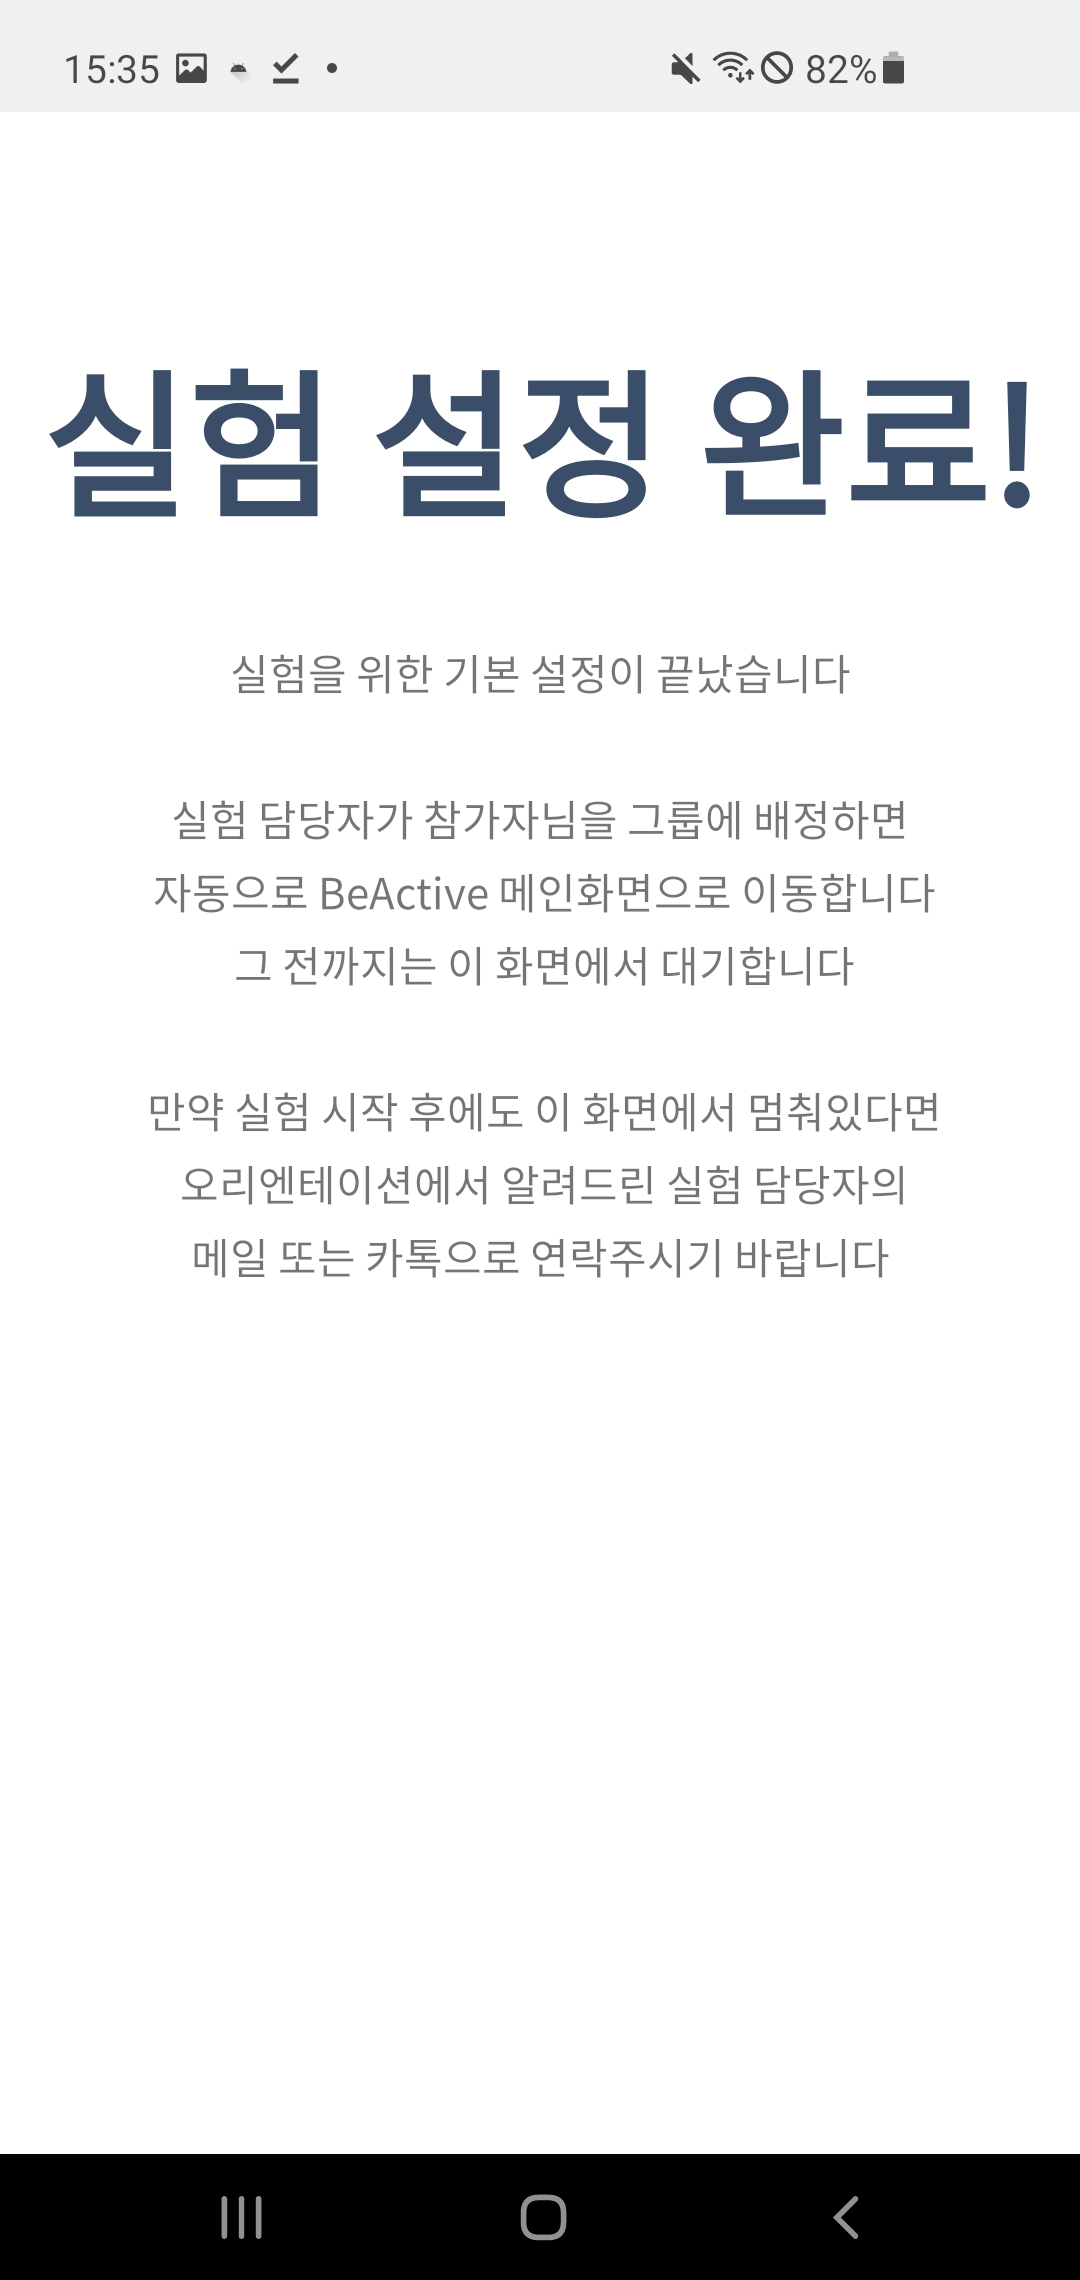 15:35
82%
실험 설정 완료!
실험을 위한 기본 설정이 끝났습니다
실험 담당자가 참가자님을 그룹에 배정하면
자동으로 BeActive 메인화면으로 이동합니다
그 전까지는 이 화면에서 대기합니다
만약 실험 시작 후에도 이 화면에서 멈춰있다면
오리엔테이션에서 알려드린 실험 담당자의
메일 또는 카톡으로 연락주시기 바랍니다